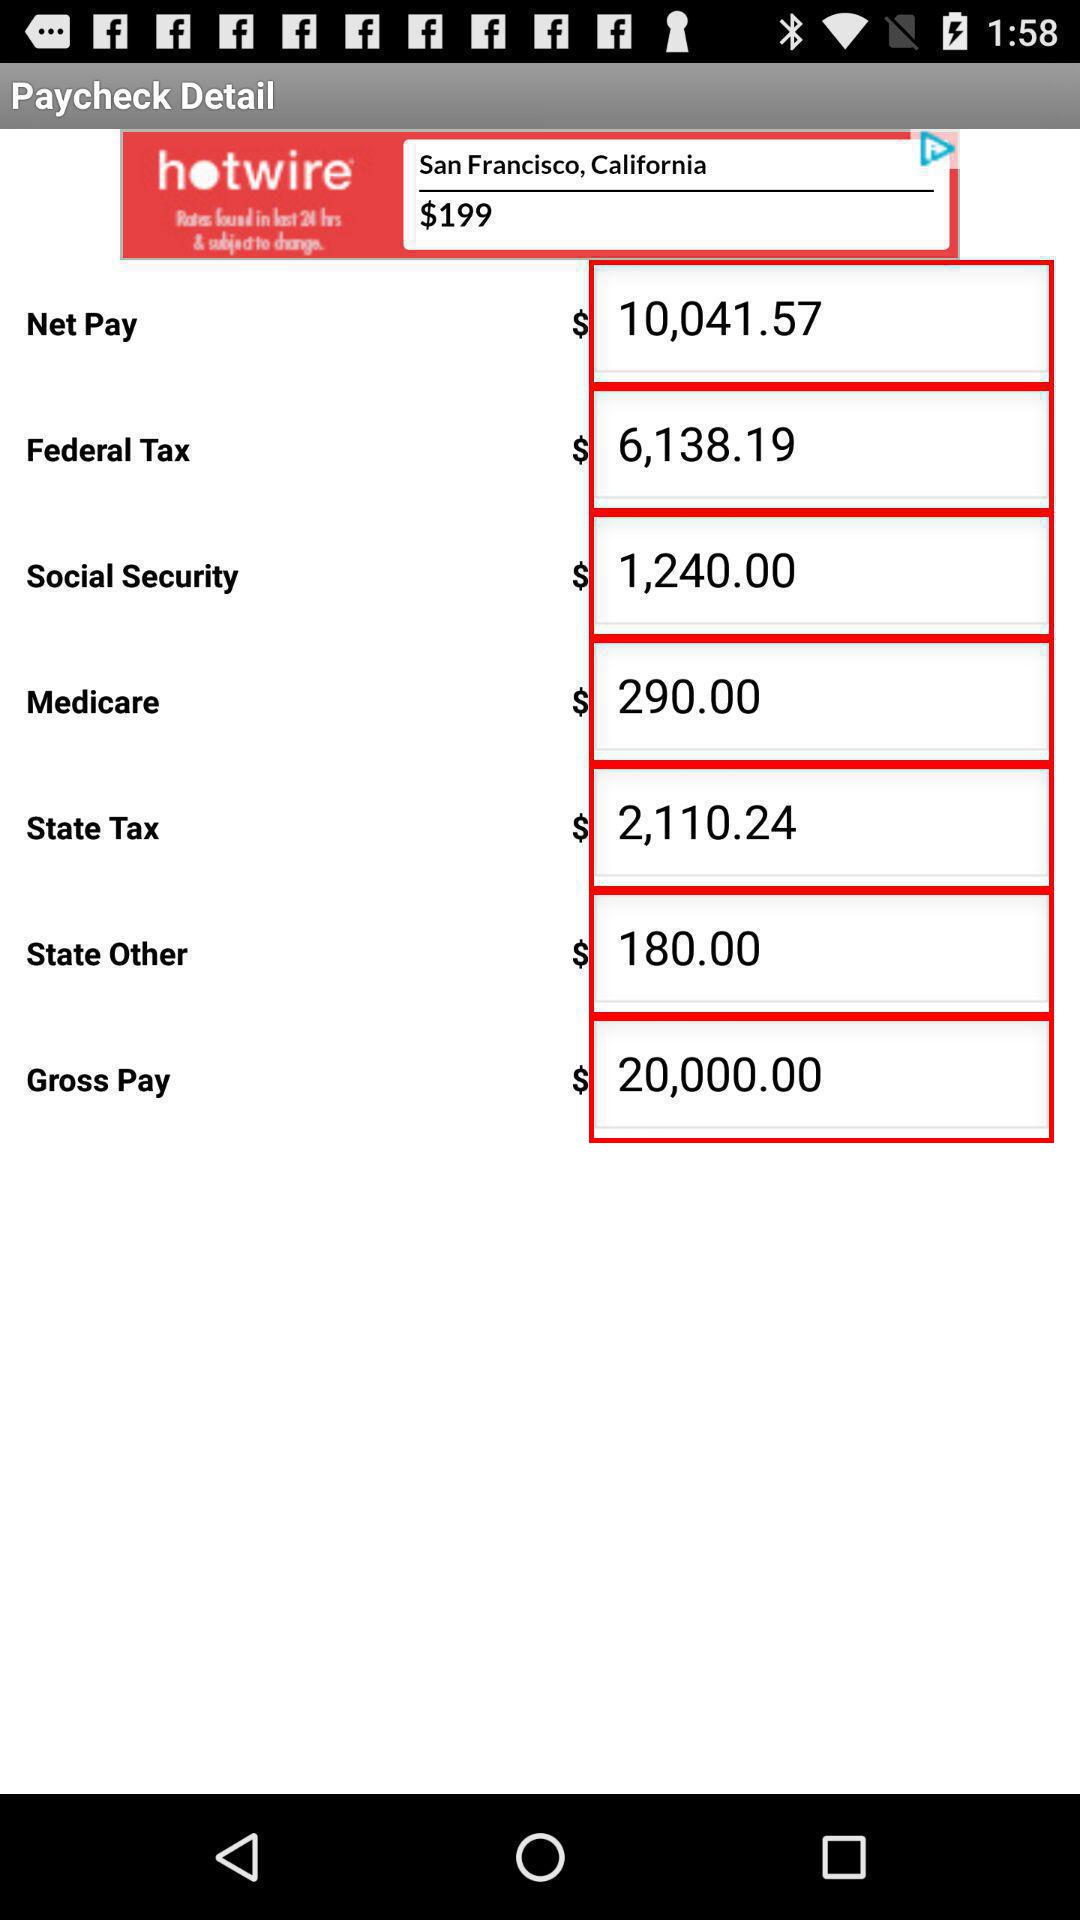 1:58
Paycheck Detail
hotwire
Rates found in last 24 hrs
& subject to change.
San Francisco, California
$199
Net Pay $ 10,041.57
Federal Tax $ 6,138.19
Social Security $ 1,240.00
Medicare $ 290.00
State Tax $ 2,110.24
State Other $ 180.00
Gross Pay $ 20,000.00